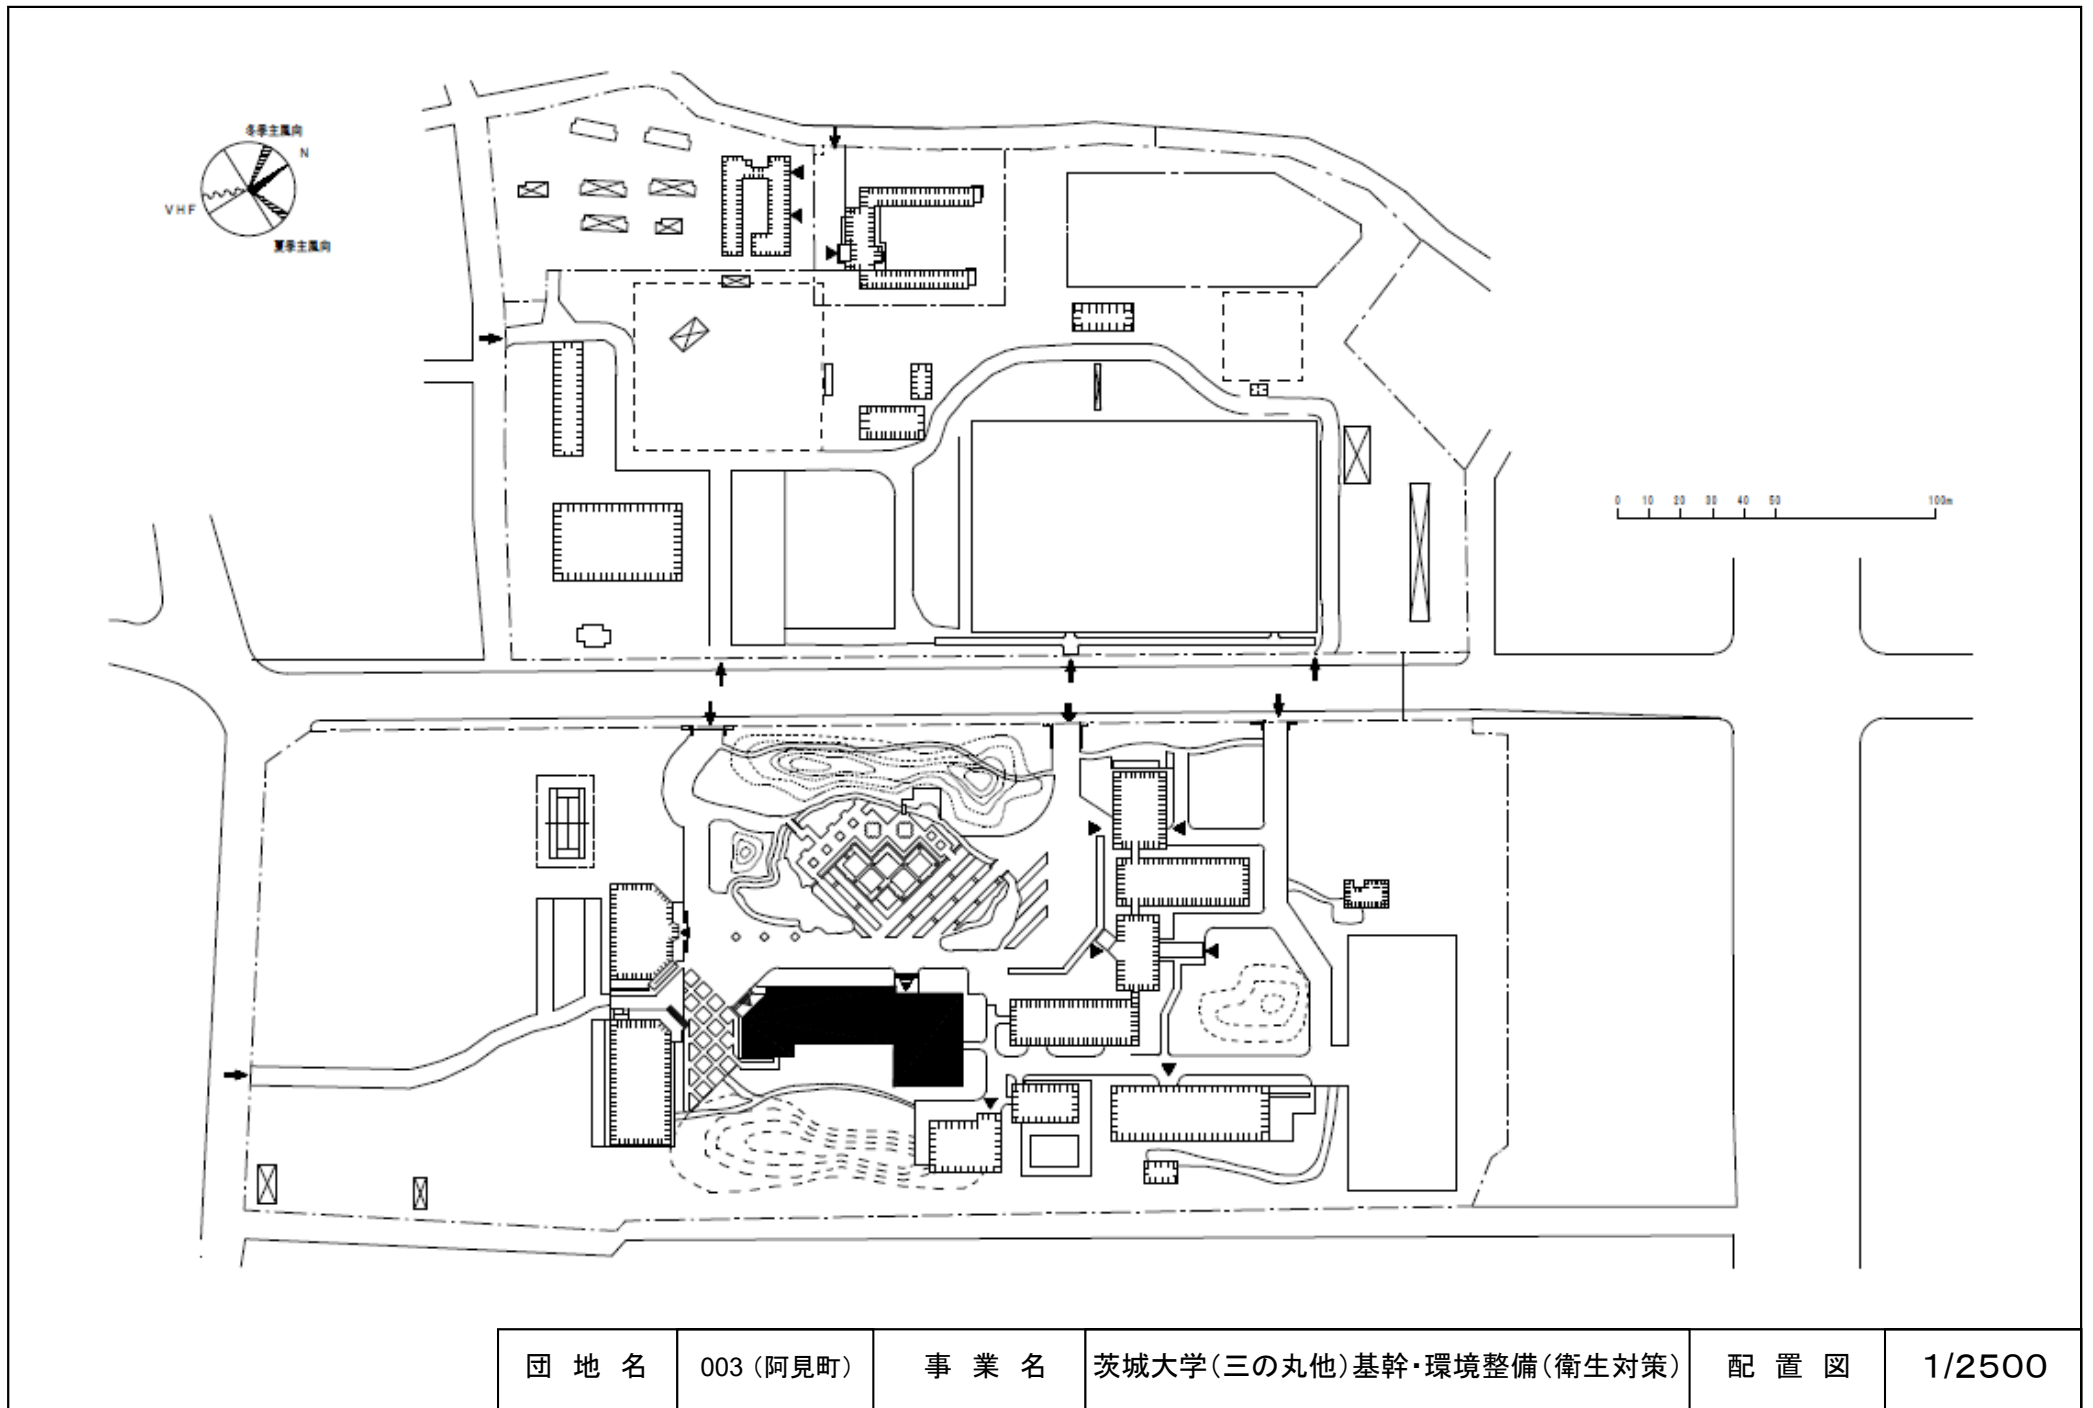 冬季主風向
N
VHF
夏季主風向
0 10 20 30 40 50 100m
団地名 003（阿見町） 事業名 茨城大学（三の丸他）基幹・環境整備（衛生対策） 配置図 1/2500